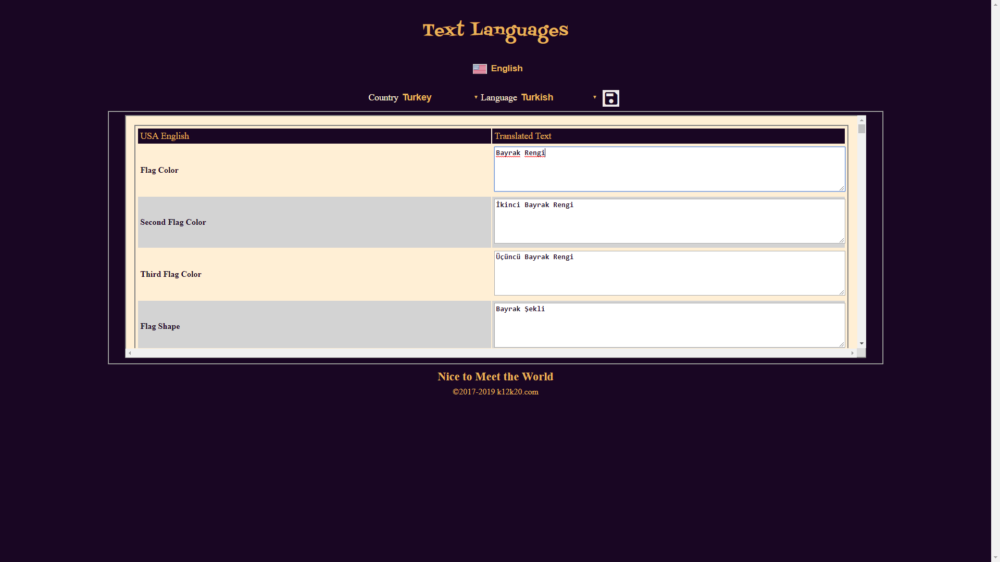 Text Languages
English
Country Turkey Language Turkish
USA English Translated Text
Flag Color Bayrak Rengi
Second Flag Color İkinci Bayrak Rengi
Third Flag Color Üçüncü Bayrak Rengi
Flag Shape Bayrak Şekli
Nice to Meet the World
©2017-2019 k12k20.com